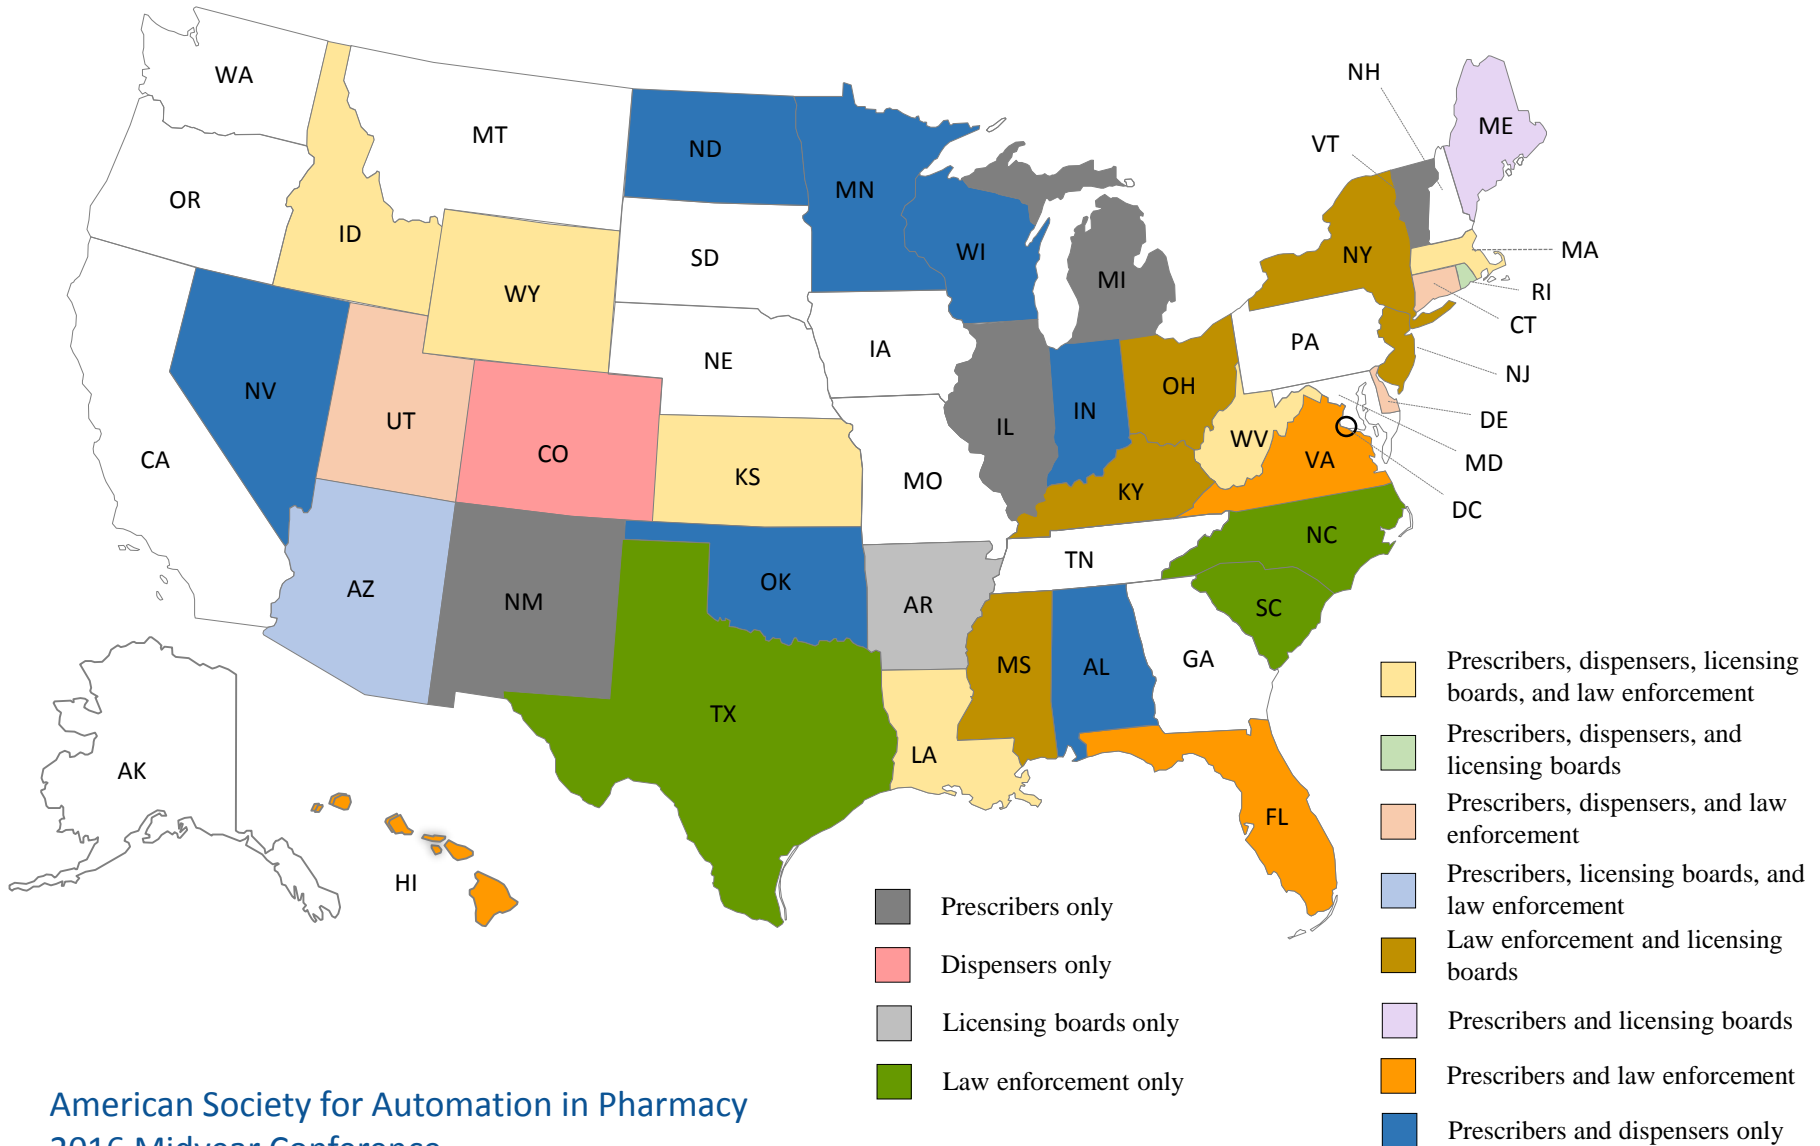 WA
MT
ND
MN
OR
ID
WY
SD
WI
MI
NH
VT
ME
NY
MA
RI
CT
NJ
DE
MD
DC
NV
UT
CO
NE
IA
IL
IN
OH
PA
WV
VA
CA
KS
MO
KY
NC
TN
SC
AZ
NM
OK
AR
MS
AL
GA
TX
LA
FL
AK
HI
Prescribers only
Dispensers only
Licensing boards only
Law enforcement only
Prescribers, dispensers, licensing
boards, and law enforcement
Prescribers, dispensers, and
licensing boards
Prescribers, dispensers, and law
enforcement
Prescribers, licensing boards, and
law enforcement
Law enforcement and licensing
boards
Prescribers and licensing boards
Prescribers and law enforcement
Prescribers and dispensers only
American Society for Automation in Pharmacy
2016 Midyear Conference